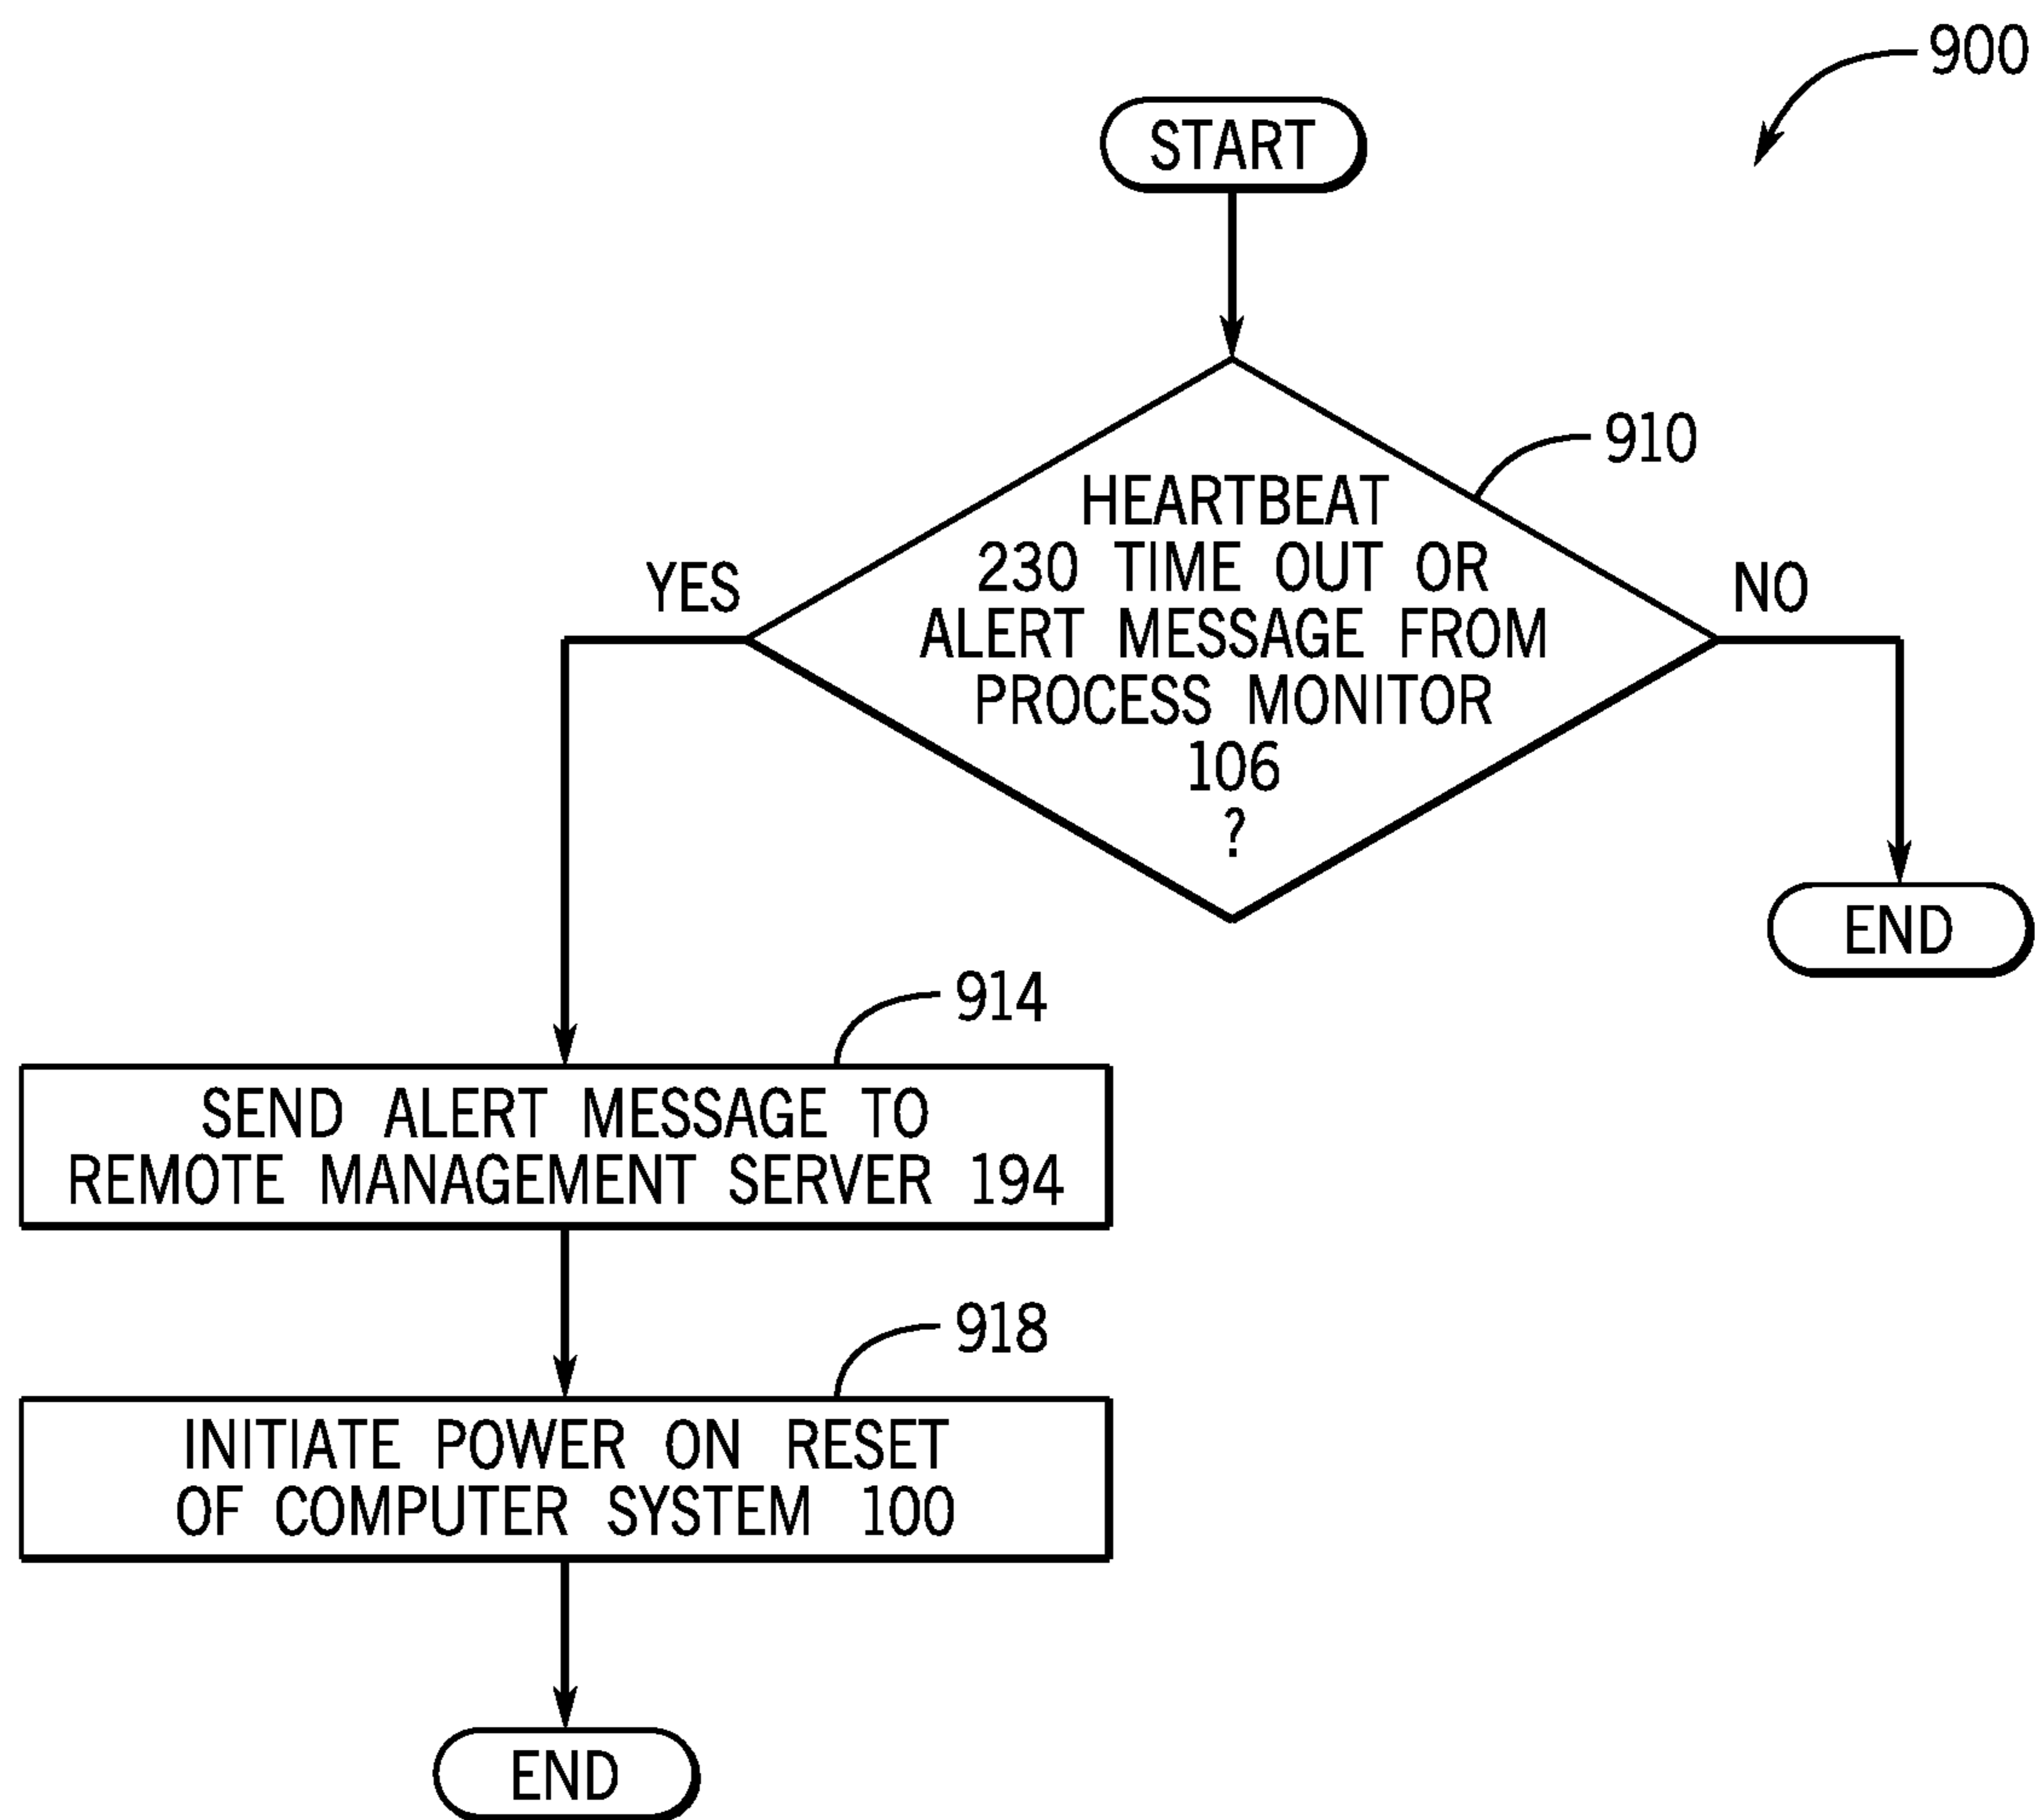 900
START
910
HEARTBEAT
230 TIME OUT OR
ALERT MESSAGE FROM
PROCESS MONITOR
106
?
YES
NO
END
914
SEND ALERT MESSAGE TO
REMOTE MANAGEMENT SERVER 194
918
INITIATE POWER ON RESET
OF COMPUTER SYSTEM 100
END